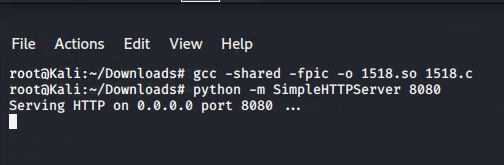 File Actions Edit View Help
root@Kali:~/Downloads# gcc -shared -fpic -o 1518.so 1518.c
root@Kali:~/Downloads# python -m SimpleHTTPServer 8080
Serving HTTP on 0.0.0.0 port 8080 ...